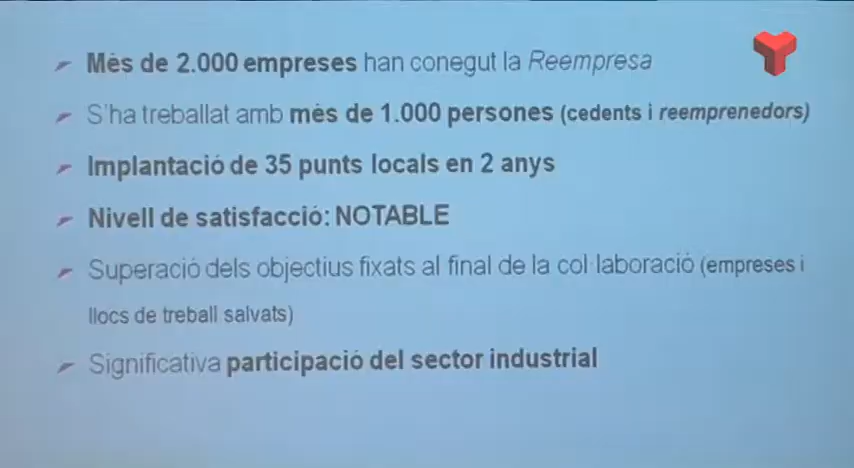 Més de 2.000 empreses han conegut la Reempresa
S'ha treballat amb més de 1.000 persones (cedents i reemprenedors)
Implantació de 35 punts locals en 2 anys
Nivell de satisfacció: NOTABLE
Superació dels objectius fixats al final de la col·laboració (empreses i
llocs de treball salvats)
Significativa participació del sector industrial